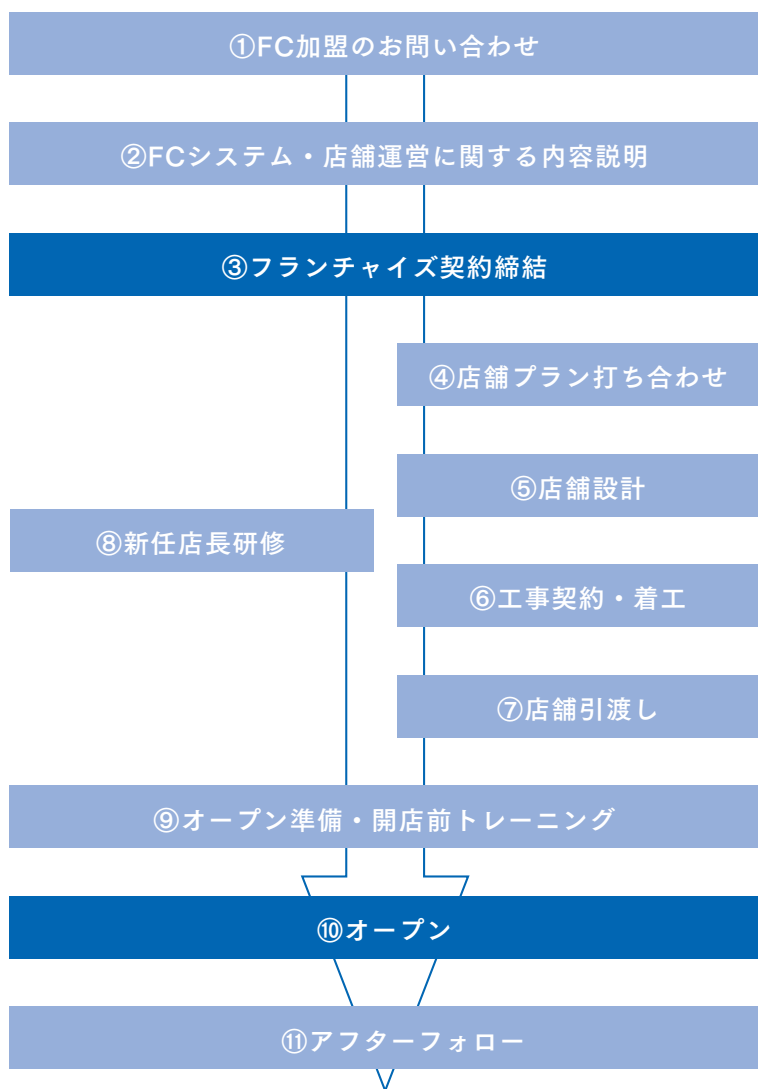 ①FC加盟のお問い合わせ
②FCシステム・店舗運営に関する内容説明
③フランチャイズ契約締結
④店舗プラン打ち合わせ
⑤店舗設計
⑧新任店長研修
⑥工事契約・着工
⑦店舗引渡し
⑨オープン準備・開店前トレーニング
⑩オープン
⑪アフターフォロー